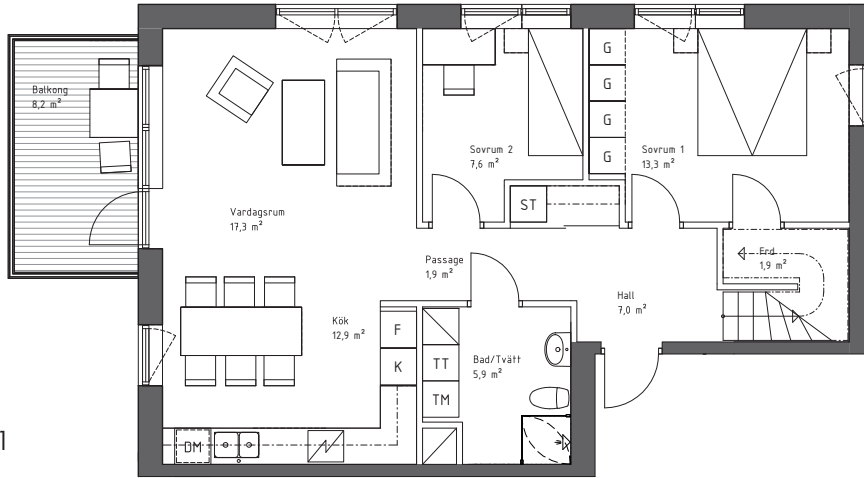 Balkong
8,2 m²
G
G
G
G
Sovrum 2
7,6 m²
Sovrum 1
13,3 m²
Vardagsrum
17,3 m²
ST
Passage
1,9 m²
Frd
1,9 m²
Hall
7,0 m²
Kök
12,9 m²
F
K
TT
TM
Bad/Tvätt
5,9 m²
DM
1